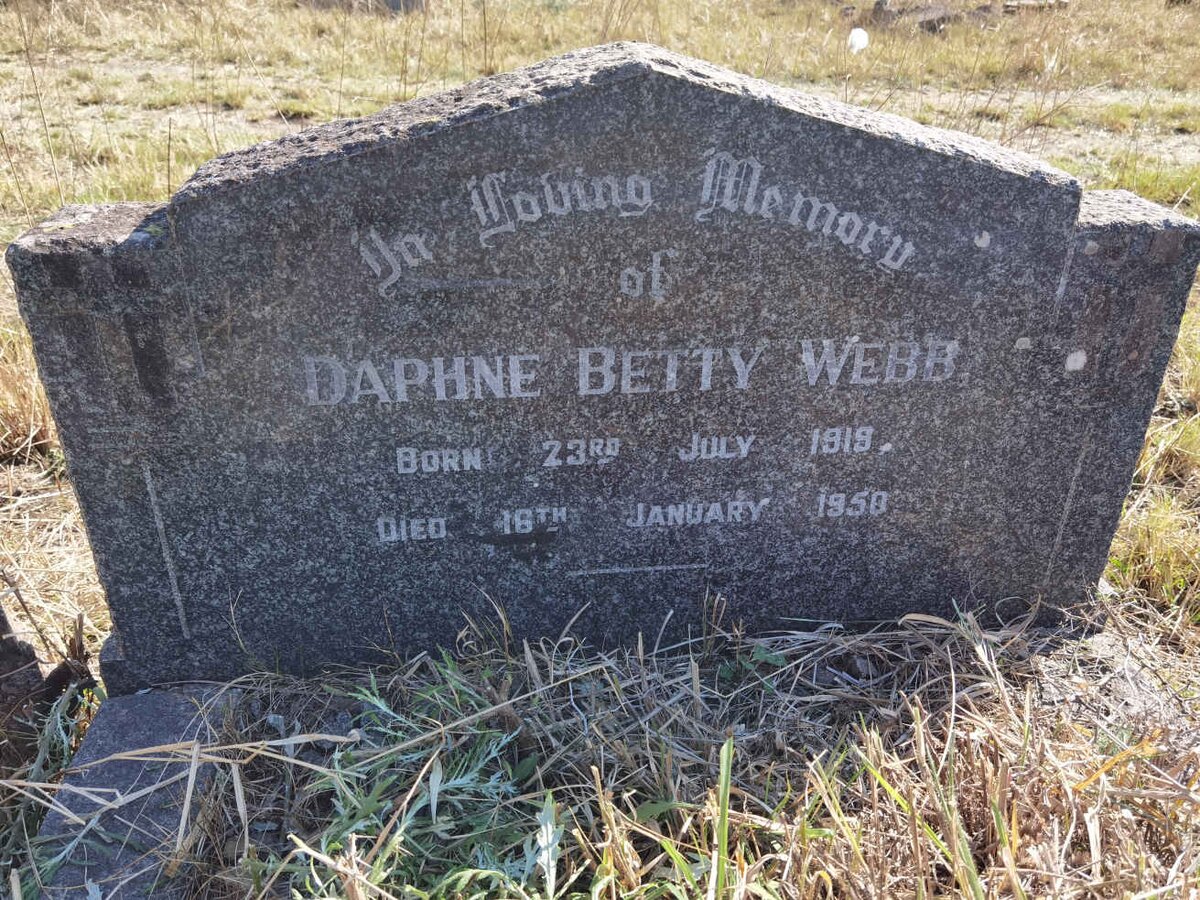 In Loving Memory
of
DAPHNE BETTY WEBB
BORN 23RD JULY 1919.
DIED 16TH JANUARY 1950